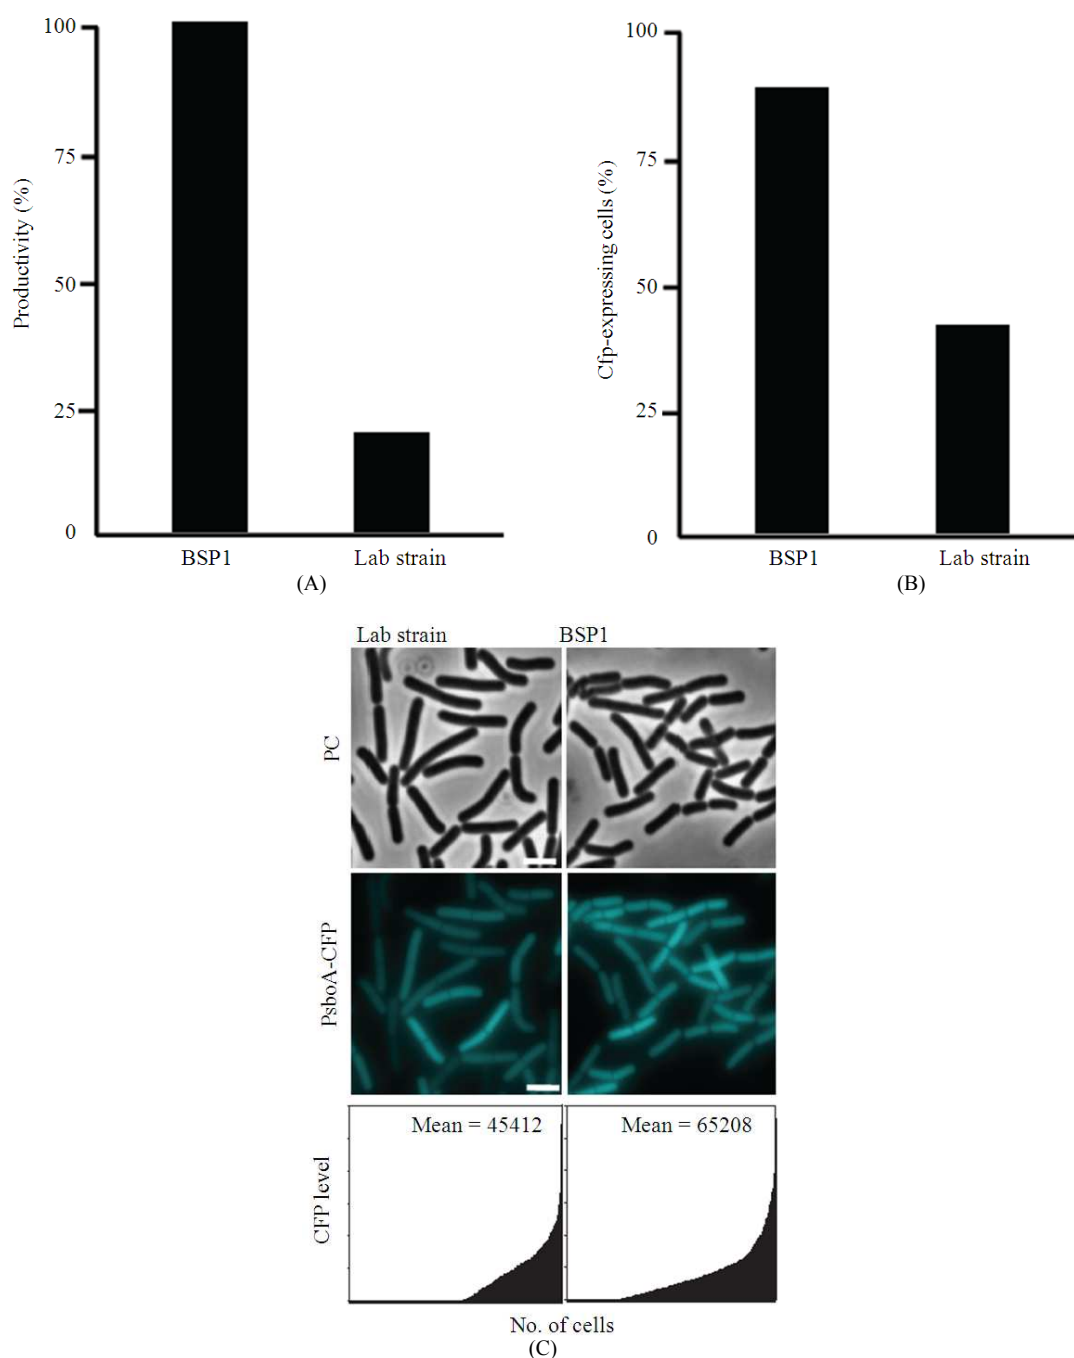 100
75
50
25
0
Productivity (%)
BSP1
Lab strain
(A)
100
75
50
25
0
Cfp-expressing cells (%)
BSP1
Lab strain
(B)
Lab strain
BSP1
PC
PsboA-CFP
CFP level
Mean = 45412
Mean = 65208
No. of cells
(C)